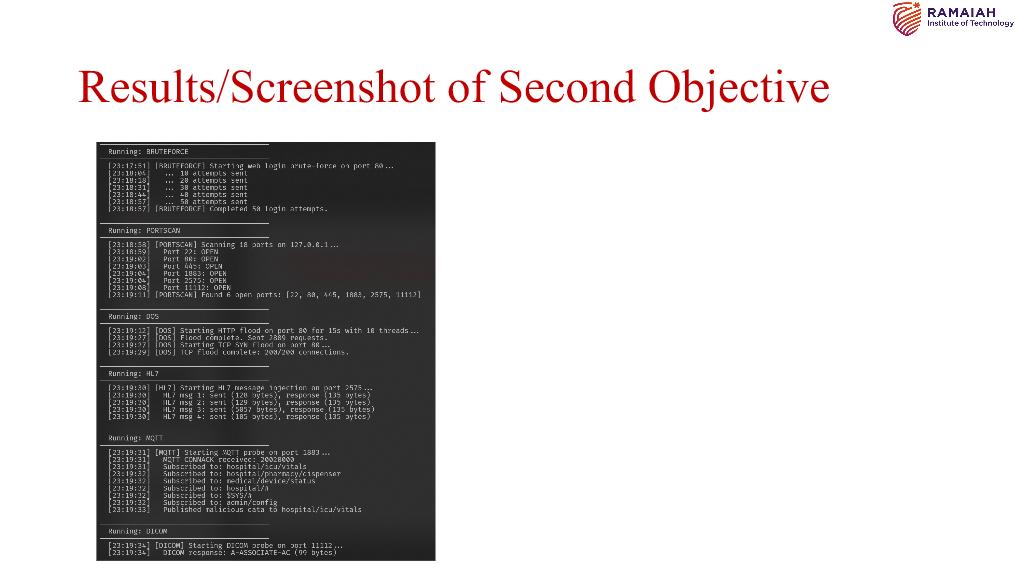 RAMAIAH
Institute of Technology
Results/Screenshot of Second Objective
Running: BRUTEFORCE
[23:17:51] [BRUTEFORCE] Starting web login brute-force on port 80...
[23:18:04] ... 10 attempts sent
[23:18:18] ... 20 attempts sent
[23:18:31] ... 30 attempts sent
[23:18:44] ... 40 attempts sent
[23:18:57] ... 50 attempts sent
[23:18:57] [BRUTEFORCE] Completed 50 login attempts.
Running: PORTSCAN
[23:18:58] [PORTSCAN] Scanning 18 ports on 127.0.0.1...
[23:18:59] Port 22: OPEN
[23:19:02] Port 80: OPEN
[23:19:03] Port 445: OPEN
[23:19:04] Port 1883: OPEN
[23:19:04] Port 2575: OPEN
[23:19:08] Port 11112: OPEN
[23:19:11] [PORTSCAN] Found 6 open ports: [22, 80, 445, 1883, 2575, 11112]
Running: DOS
[23:19:12] [DOS] Starting HTTP flood on port 80 for 15s with 10 threads...
[23:19:27] [DOS] Flood complete. Sent 2889 requests.
[23:19:27] [DOS] Starting TCP SYN flood on port 80...
[23:19:29] [DOS] TCP flood complete: 200/200 connections.
Running: HL7
[23:19:30] [HL7] Starting HL7 message injection on port 2575...
[23:19:30] HL7 msg 1: sent (128 bytes), response (135 bytes)
[23:19:30] HL7 msg 2: sent (129 bytes), response (135 bytes)
[23:19:30] HL7 msg 3: sent (5057 bytes), response (135 bytes)
[23:19:30] HL7 msg 4: sent (105 bytes), response (135 bytes)
Running: MQTT
[23:19:31] [MQTT] Starting MQTT probe on port 1883...
[23:19:31] MQTT CONNACK received: 20020000
[23:19:31] Subscribed to: hospital/icu/vitals
[23:19:32] Subscribed to: hospital/pharmacy/dispenser
[23:19:32] Subscribed to: medical/device/status
[23:19:32] Subscribed to: hospital/#
[23:19:32] Subscribed to: $SYS/#
[23:19:32] Subscribed to: admin/config
[23:19:33] Published malicious data to hospital/icu/vitals
Running: DICOM
[23:19:34] [DICOM] Starting DICOM probe on port 11112...
[23:19:34] DICOM response: A-ASSOCIATE-AC (99 bytes)